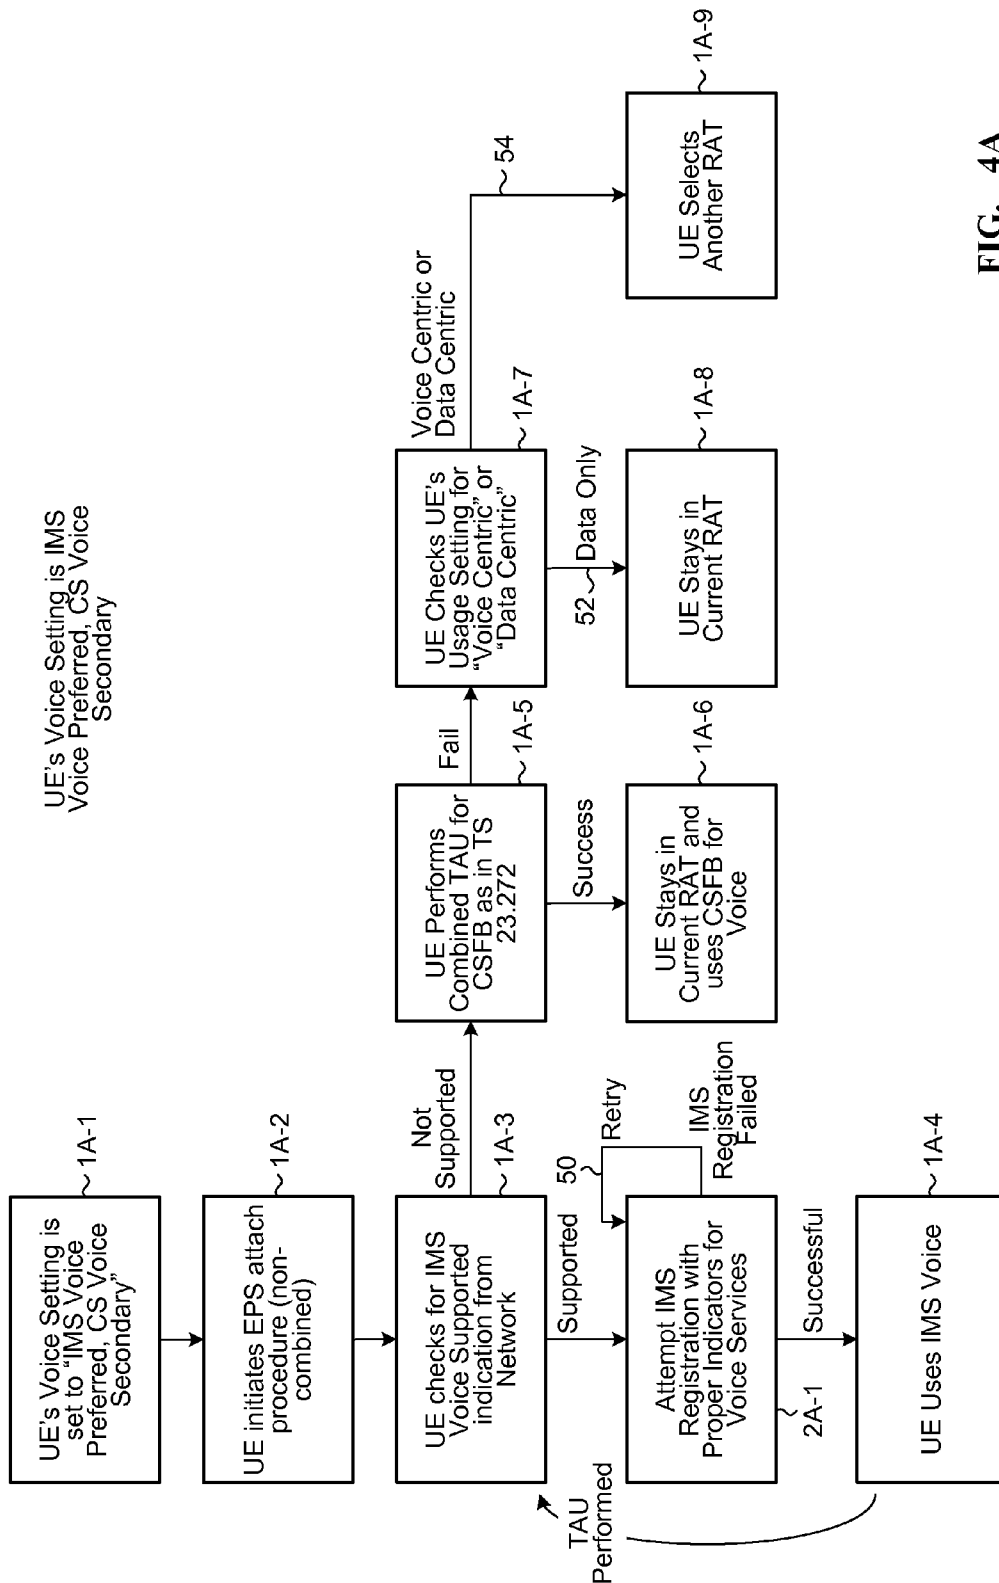 UE's Voice Setting is IMS
Voice Preferred, CS Voice
Secondary
UE's Voice Setting is
set to "IMS Voice
Preferred, CS Voice
Secondary"
1A-1
UE initiates EPS attach
procedure (non-
combined)
1A-2
UE checks for IMS
Voice Supported
indication from
Network
1A-3
Not
Supported
Supported
UE Performs
Combined TAU for
CSFB as in TS
23.272
1A-5
Fail
Success
UE Checks UE's
Usage Setting for
"Voice Centric" or
"Data Centric"
1A-7
Voice Centric or
Data Centric
54
52
Data Only
Attempt IMS
Registration with
Proper Indicators for
Voice Services
2A-1
50
Retry
IMS
Registration
Failed
Successful
UE Stays in
Current RAT and
uses CSFB for
Voice
1A-6
UE Stays in
Current RAT
1A-8
UE Selects
Another RAT
1A-9
UE Uses IMS Voice
1A-4
TAU
Performed
FIG. 4A